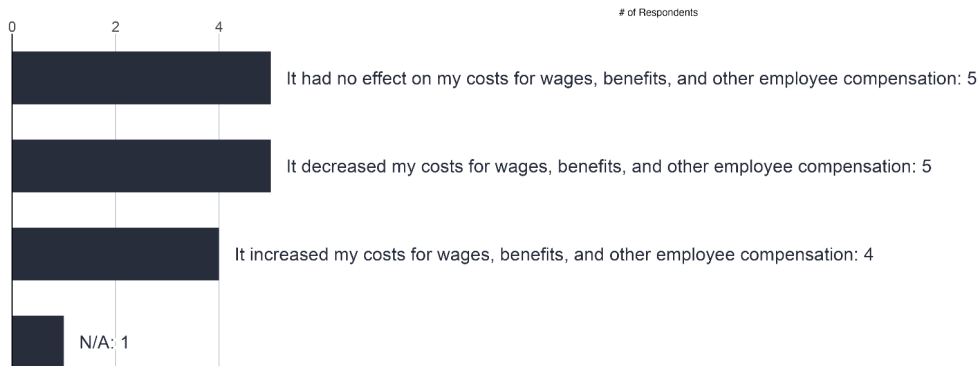 # of Respondents
0 2 4
It had no effect on my costs for wages, benefits, and other employee compensation: 5
It decreased my costs for wages, benefits, and other employee compensation: 5
It increased my costs for wages, benefits, and other employee compensation: 4
N/A: 1